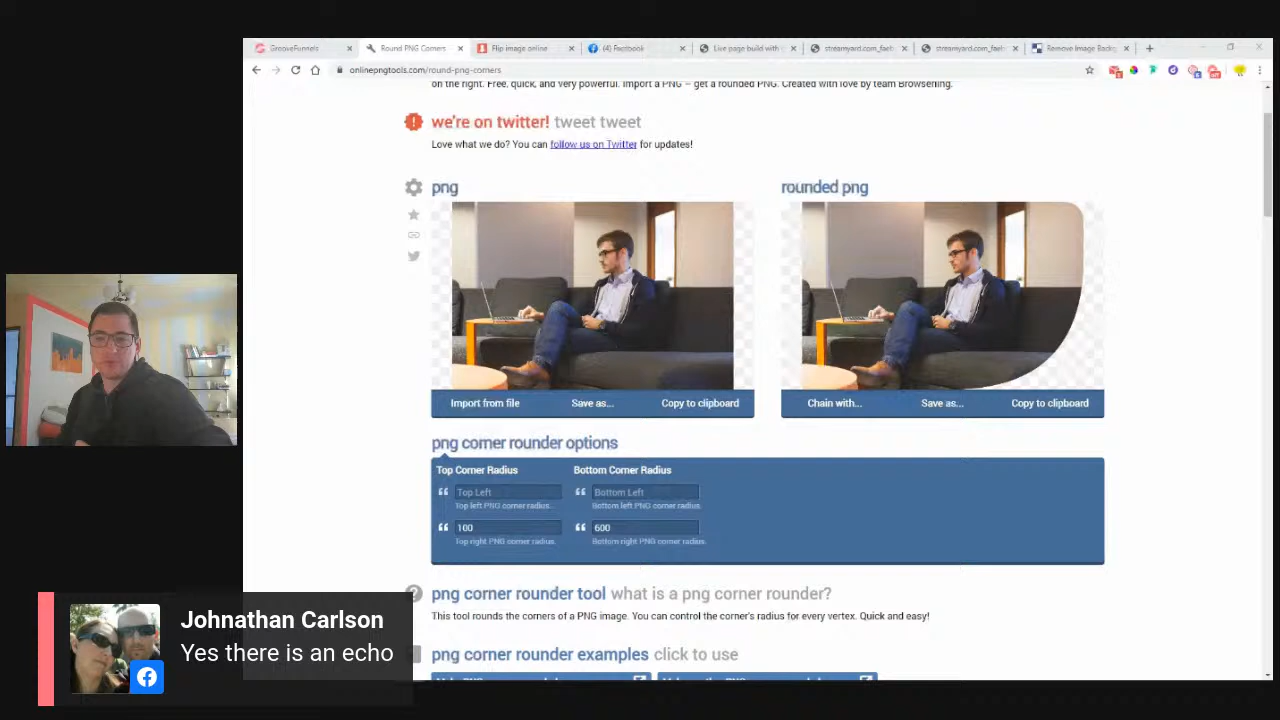 GrooveFunnels
Round PNG Corners
Flip image online
(4) Facebook
Live page build with
streamyard.com_faeb
streamyard.com_faeb
Remove Image Backg
onlinepngtools.com/round-png-corners
on the right. Free, quick, and very powerful. Import a PNG – get a rounded PNG. Created with love by team Browserling.
we're on twitter! tweet tweet
Love what we do? You can follow us on Twitter for updates!
png
rounded png
Import from file
Save as...
Copy to clipboard
Chain with...
Save as...
Copy to clipboard
png corner rounder options
Top Corner Radius
Bottom Corner Radius
Top Left
Bottom Left
Top left PNG corner radius.
Bottom left PNG corner radius.
100
600
Top right PNG corner radius.
Bottom right PNG corner radius.
png corner rounder tool what is a png corner rounder?
This tool rounds the corners of a PNG image. You can control the corner's radius for every vertex. Quick and easy!
png corner rounder examples click to use
Johnathan Carlson
Yes there is an echo